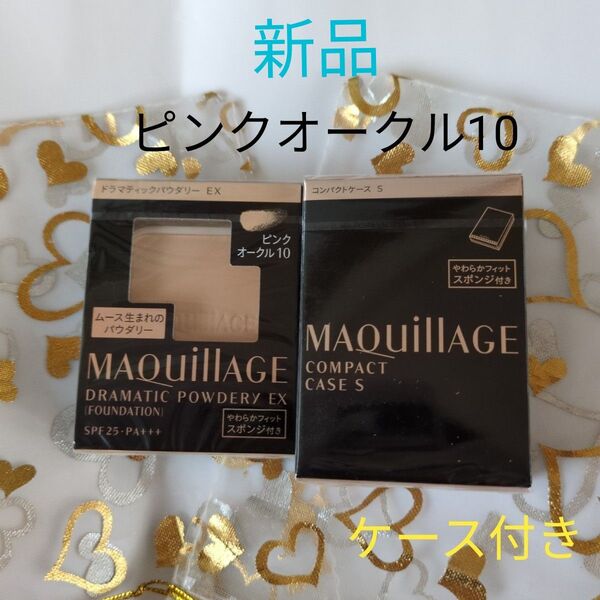 新品
ピンクオークル10
ドラマティックパウダリー EX
ピンク
オークル10
ムース生まれの
パウダリー
MAQuillAGE
DRAMATIC POWDERY EX
[FOUNDATION]
SPF25・PA+++
やわらかフィット
スポンジ付き
コンパクトケース S
やわらかフィット
スポンジ付き
MAQuillAGE
COMPACT
CASE S
ケース付き